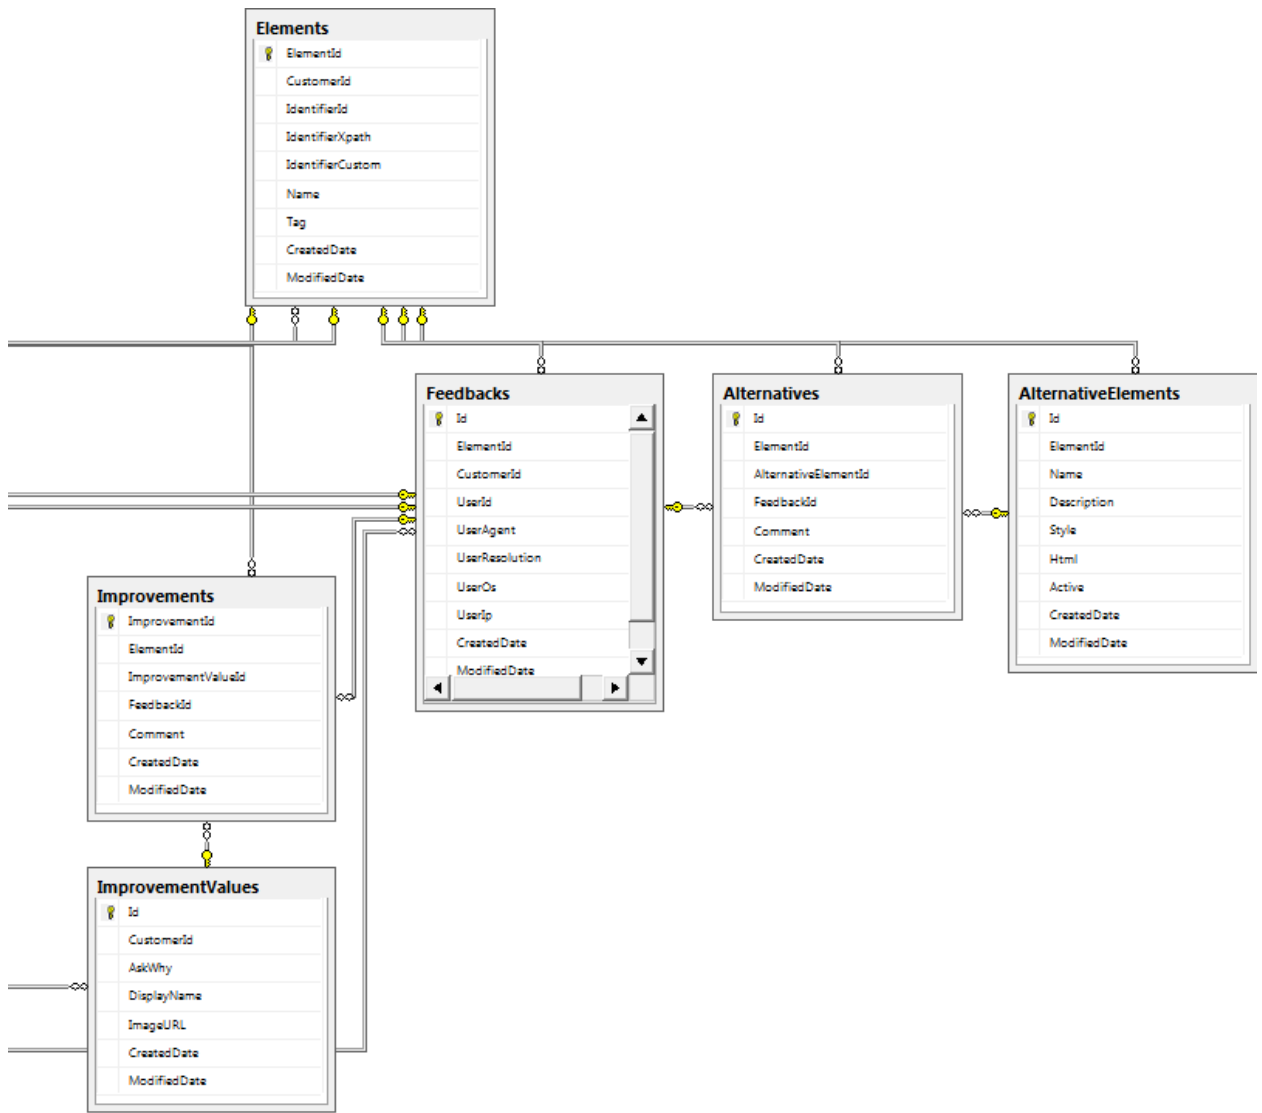 Elements
ElementId
CustomerId
IdentifierId
IdentifierXpath
IdentifierCustom
Name
Tag
CreatedDate
ModifiedDate
Feedbacks
Id
ElementId
CustomerId
UserId
UserAgent
UserResolution
UserOs
UserIp
CreatedDate
ModifiedDate
Alternatives
Id
ElementId
AlternativeElementId
FeedbackId
Comment
CreatedDate
ModifiedDate
AlternativeElements
Id
ElementId
Name
Description
Style
Html
Active
CreatedDate
ModifiedDate
Improvements
ImprovementId
ElementId
ImprovementValueId
FeedbackId
Comment
CreatedDate
ModifiedDate
ImprovementValues
Id
CustomerId
AskWhy
DisplayName
ImageURL
CreatedDate
ModifiedDate